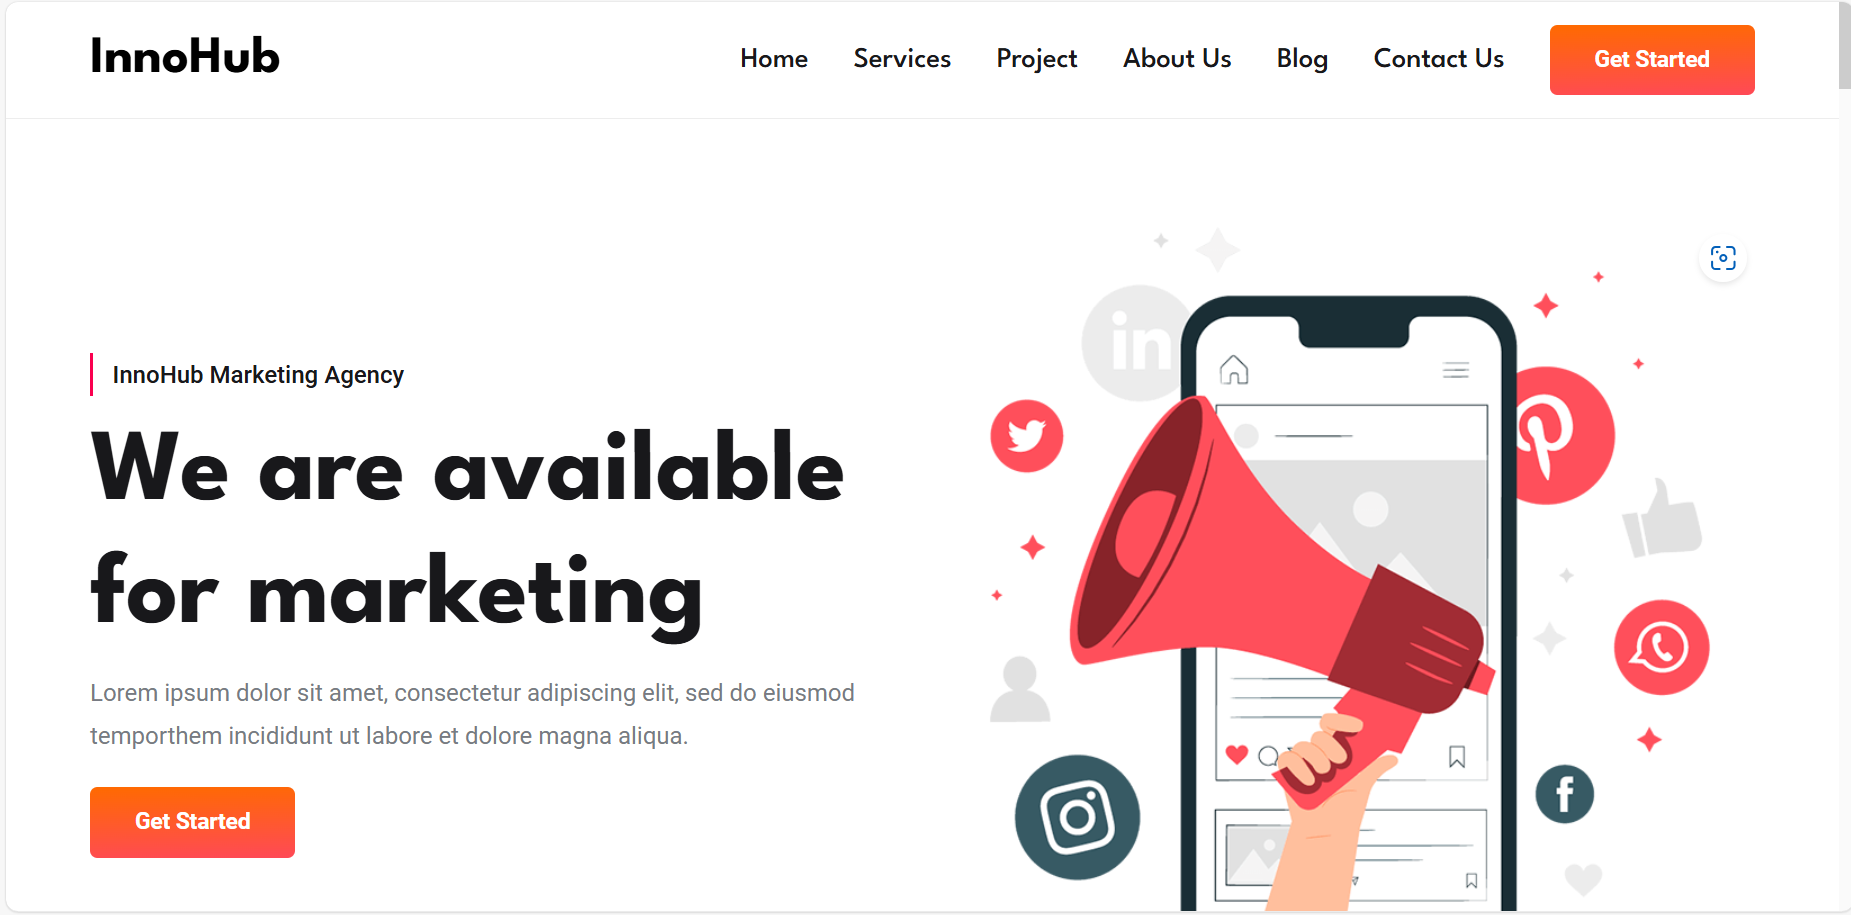 InnoHub
Home Services Project About Us Blog Contact Us Get Started
InnoHub Marketing Agency
We are available
for marketing
Lorem ipsum dolor sit amet, consectetur adipiscing elit, sed do eiusmod
temporthem incididunt ut labore et dolore magna aliqua.
Get Started
in